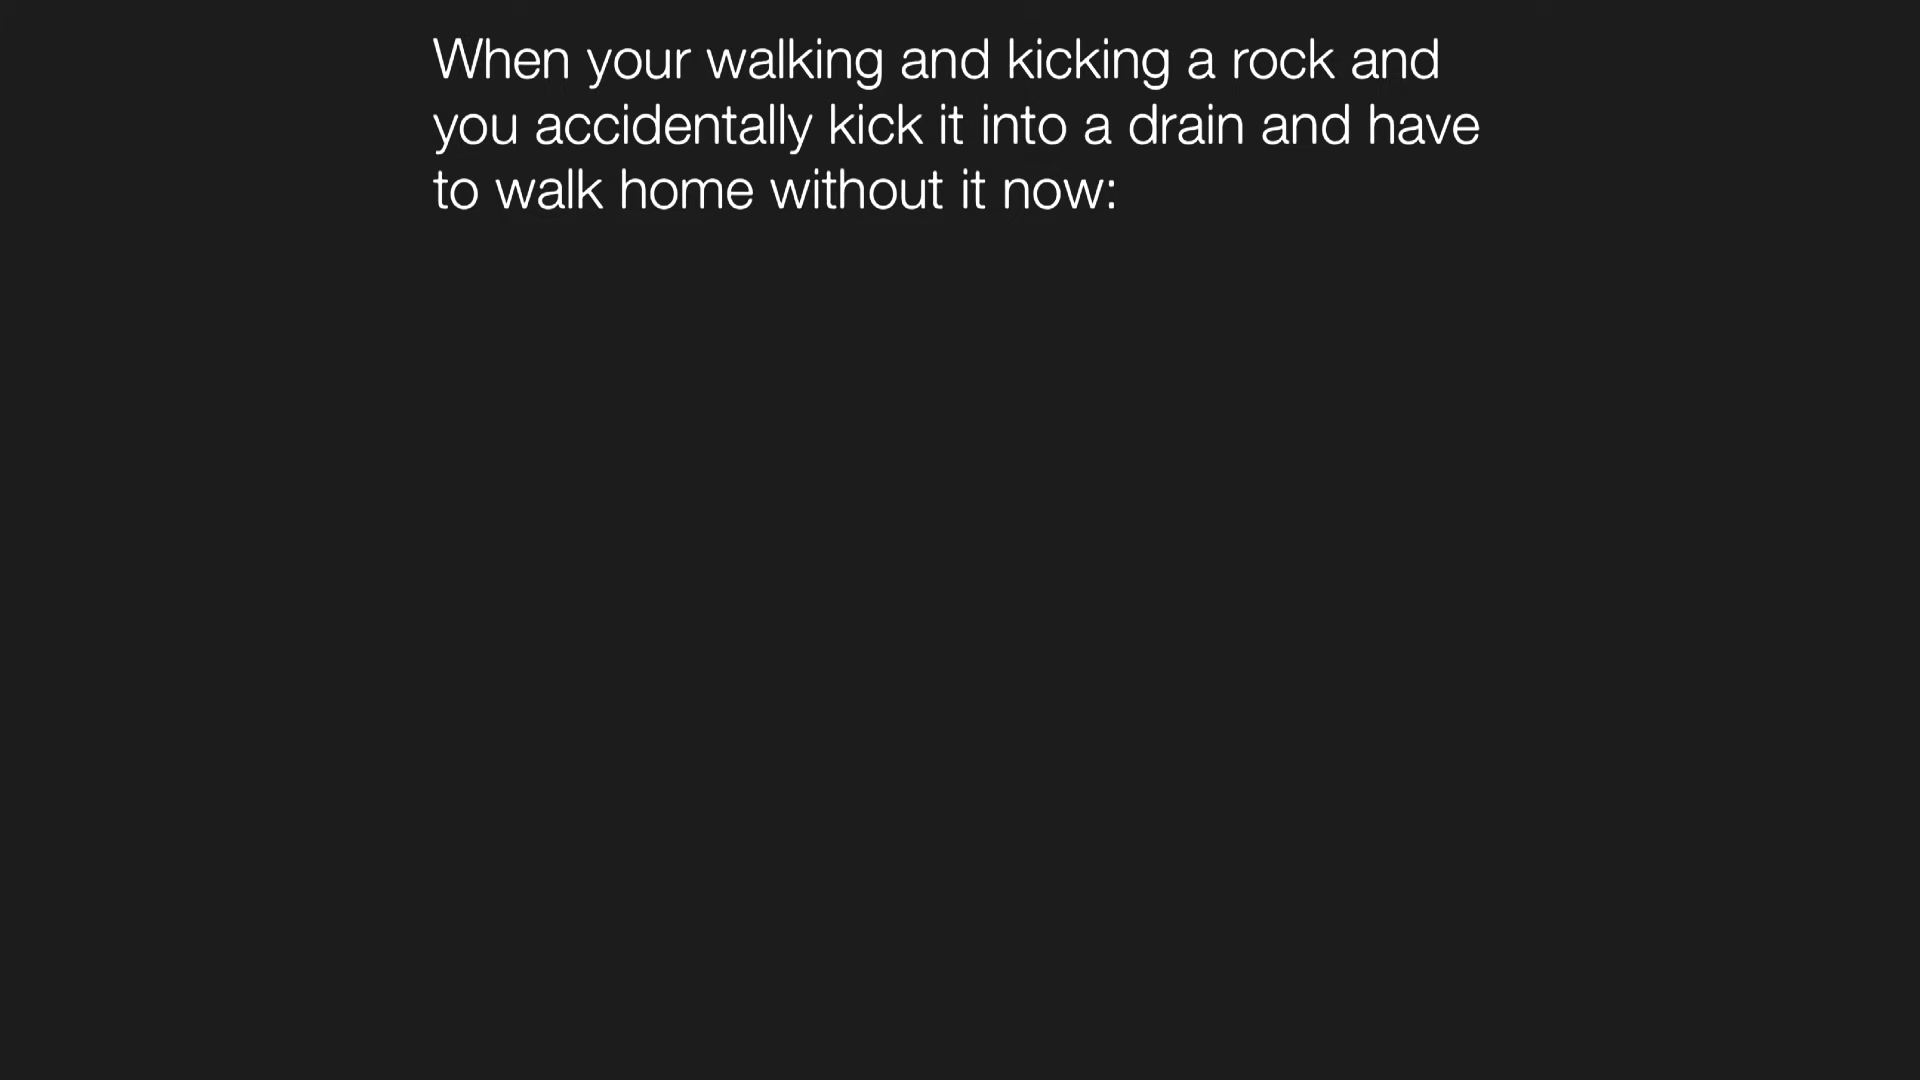 When your walking and kicking a rock and
you accidentally kick it into a drain and have
to walk home without it now: